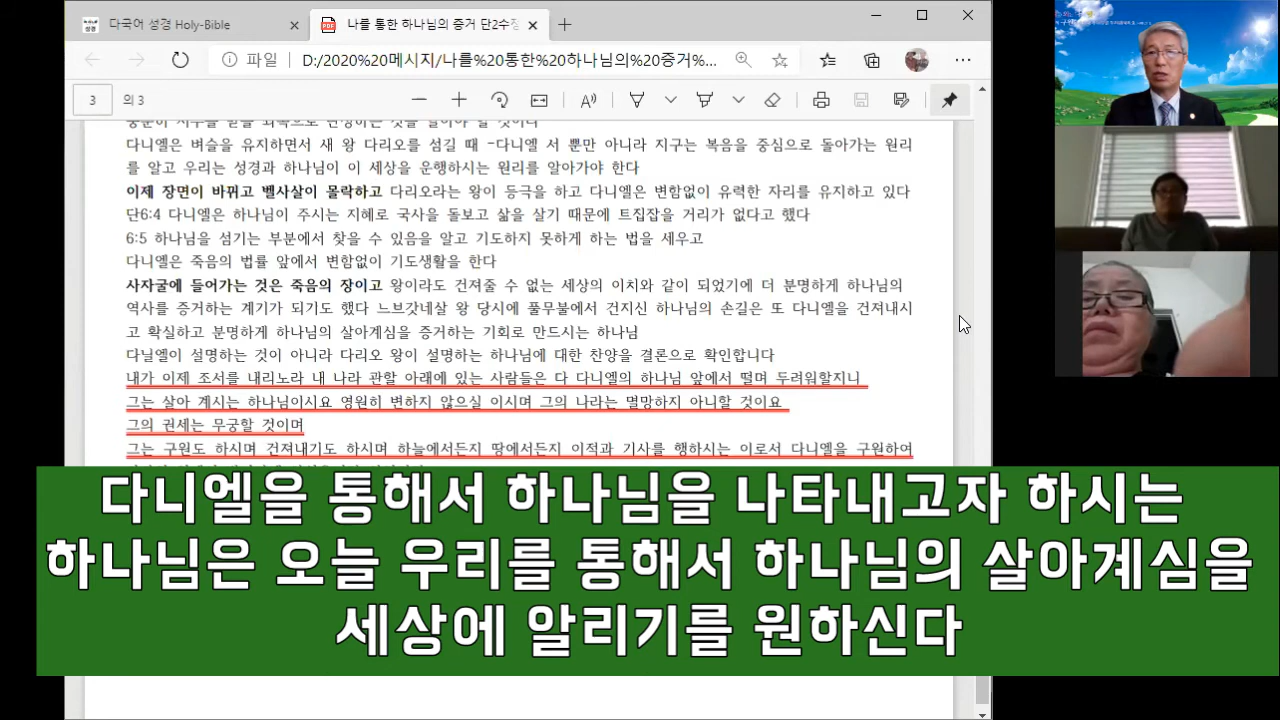 다국어 성경 Holy-Bible
나를 통한 하나님의 증거 단2수정
파일
D:/2020%20메시지/나를%20통한%20하나님의%20증거%...
3 의 3
다니엘은 벼슬을 유지하면서 새 왕 다리오를 섬길 때 -다니엘 서 뿐만 아니라 지구는 복음을 중심으로 돌아가는 원리
를 알고 우리는 성경과 하나님이 이 세상을 운행하시는 원리를 알아가야 한다
이제 장면이 바뀌고 벨사살이 몰락하고 다리오라는 왕이 등극을 하고 다니엘은 변함없이 유력한 자리를 유지하고 있다
단6:4 다니엘은 하나님이 주시는 지혜로 국사을 돌보고 삶을 살기 때문에 트집잡을 거리가 없다고 했다
6:5 하나님을 섬기는 부분에서 찾을 수 있음을 알고 기도하지 못하게 하는 법을 세우고
다니엘은 죽음의 법률 앞에서 변함없이 기도생활을 한다
사자굴에 들어가는 것은 죽음의 장이고 왕이라도 건져줄 수 없는 세상의 이치와 같이 되었기에 더 분명하게 하나님의
역사를 증거하는 계기가 되기도 했다 느브갓네살 왕 당시에 풀무불에서 건지신 하나님의 손길은 또 다니엘을 건져내시
고 확실하고 분명하게 하나님의 살아계심을 증거하는 기회로 만드시는 하나님
다닐엘이 설명하는 것이 아니라 다리오 왕이 설명하는 하나님에 대한 찬양을 결론으로 확인합니다
내가 이제 조서를 내리노라 내 나라 관할 아래에 있는 사람들은 다 다니엘의 하나님 앞에서 떨며 두려워할지니
그는 살아 계시는 하나님이시요 영원히 변하지 않으실 이시며 그의 나라는 멸망하지 아니할 것이요
그의 권세는 무궁할 것이며
그는 구원도 하시며 건져내기도 하시며 하늘에서든지 땅에서든지 이적과 기사를 행하시는 이로서 다니엘을 구원하여
다니엘을 통해서 하나님을 나타내고자 하시는
하나님은 오늘 우리를 통해서 하나님의 살아계심을
세상에 알리기를 원하신다